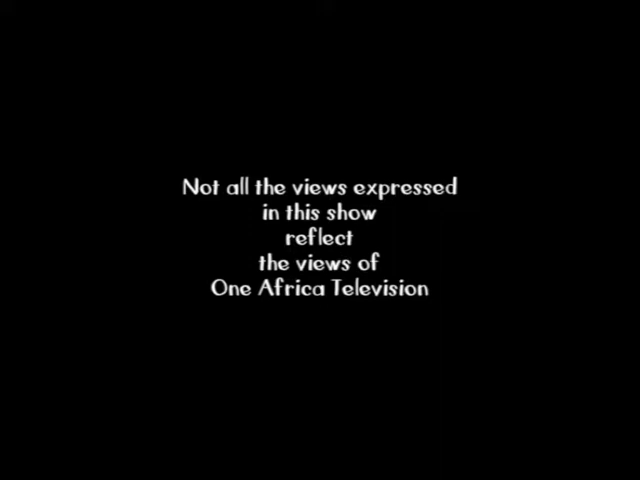 Not all the views expressed
in this show
reflect
the views of
One Africa Television